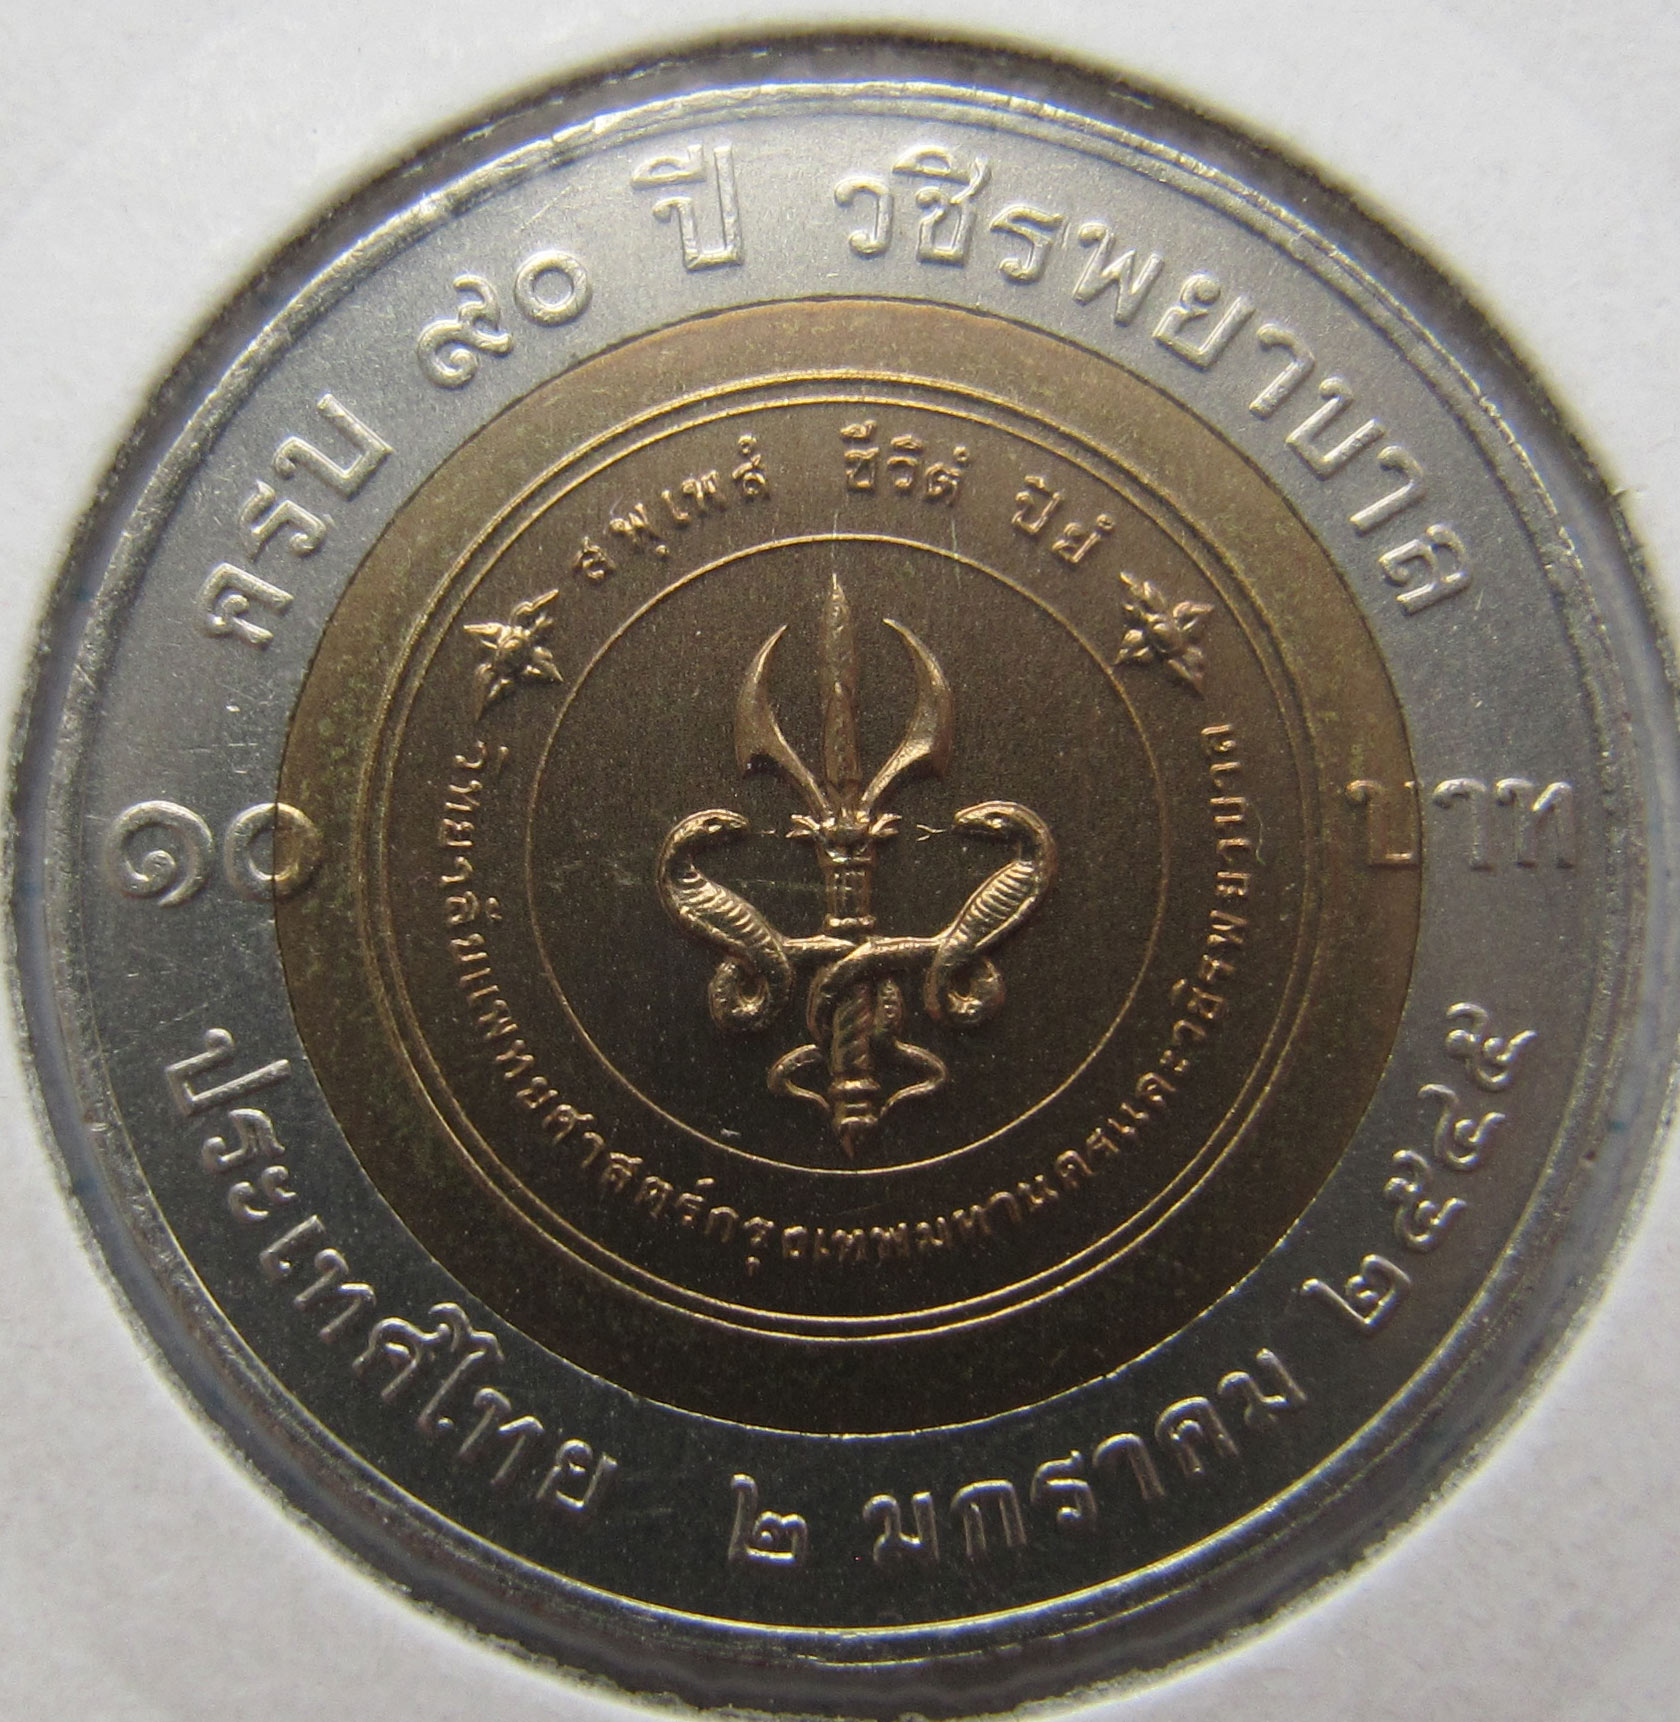 ครบ ๙๐ ปี วชิรพยาบาล
๑๐ บาท
ประเทศไทย ๒ มกราคม ๒๕๔๕
สพฺเพสํ ชีวิตํ ปิยํ
วิทยาลัยแพทยศาสตร์กรุงเทพมหานครและวชิรพยาบาล